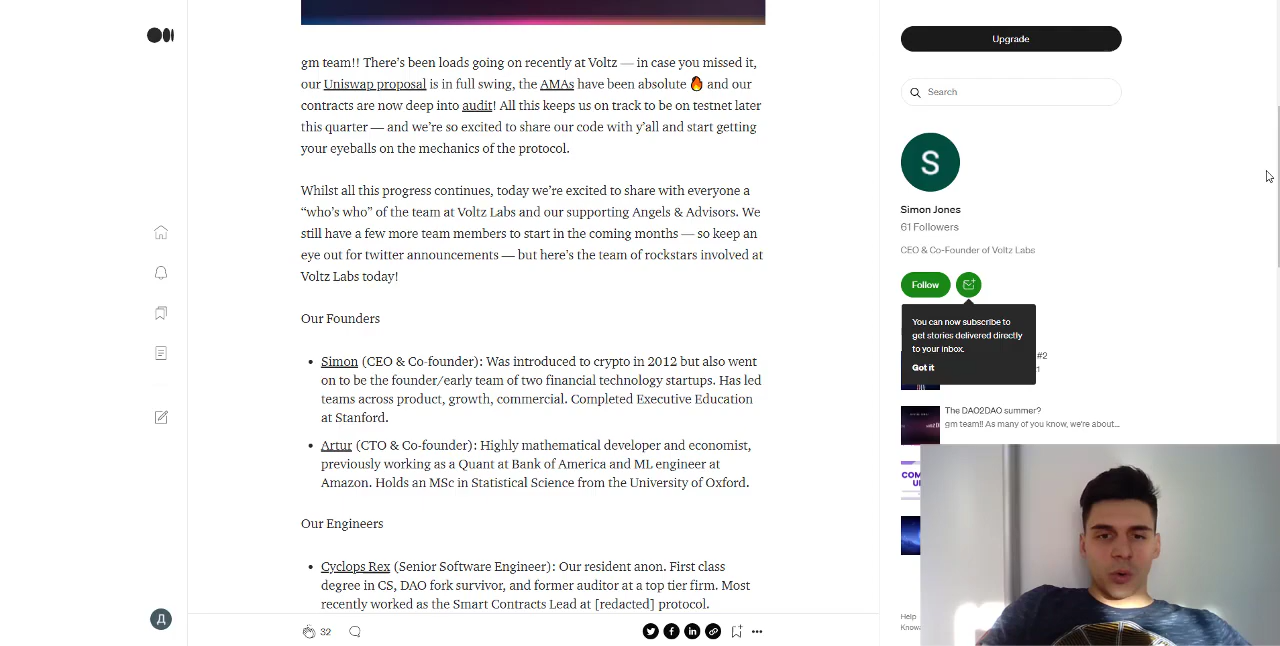 gm team!! There's been loads going on recently at Voltz — in case you missed it,
our Uniswap proposal is in full swing, the AMAs have been absolute 🔥 and our
contracts are now deep into audit! All this keeps us on track to be on testnet later
this quarter — and we're so excited to share our code with y'all and start getting
your eyeballs on the mechanics of the protocol.
Whilst all this progress continues, today we're excited to share with everyone a
“who's who” of the team at Voltz Labs and our supporting Angels & Advisors. We
still have a few more team members to start in the coming months — so keep an
eye out for twitter announcements — but here's the team of rockstars involved at
Voltz Labs today!
Our Founders
• Simon (CEO & Co-founder): Was introduced to crypto in 2012 but also went
on to be the founder/early team of two financial technology startups. Has led
teams across product, growth, commercial. Completed Executive Education
at Stanford.
• Artur (CTO & Co-founder): Highly mathematical developer and economist,
previously working as a Quant at Bank of America and ML engineer at
Amazon. Holds an MSc in Statistical Science from the University of Oxford.
Our Engineers
• Cyclops Rex (Senior Software Engineer): Our resident anon. First class
degree in CS, DAO work survivor, and former auditor at a top tier firm. Most
recently worked as the Smart Contracts Lead at [redacted] protocol.
32
Д
Upgrade
Search
S
Simon Jones
61 Followers
CEO & Co-Founder of Voltz Labs
Follow
You can now subscribe to
get stories delivered directly
to your inbox.
Got it
#2
1
The DAO2DAO summer?
gm team!! As many of you know, we're about...
COM
Help
Know